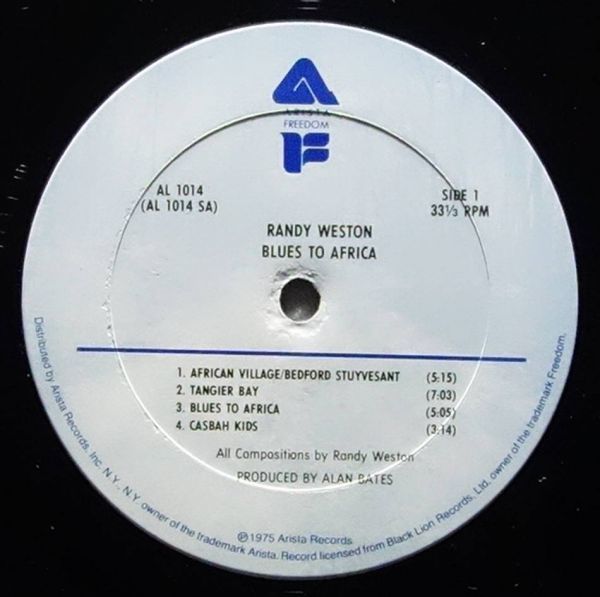 ARISTA
FREEDOM
F
AL 1014
(AL 1014 SA)
SIDE 1
33⅓ RPM
RANDY WESTON
BLUES TO AFRICA
1. AFRICAN VILLAGE/BEDFORD STUYVESANT (5:15)
2. TANGIER BAY (7:03)
3. BLUES TO AFRICA (5:05)
4. CASBAH KIDS (3:14)
All Compositions by Randy Weston
PRODUCED BY ALAN BATES
℗1975 Arista Records
Distributed by Arista Records, Inc. N.Y., N.Y. owner of the trademark Arista. Record licensed from Black Lion Records, Ltd. owner of the trademark Freedom.